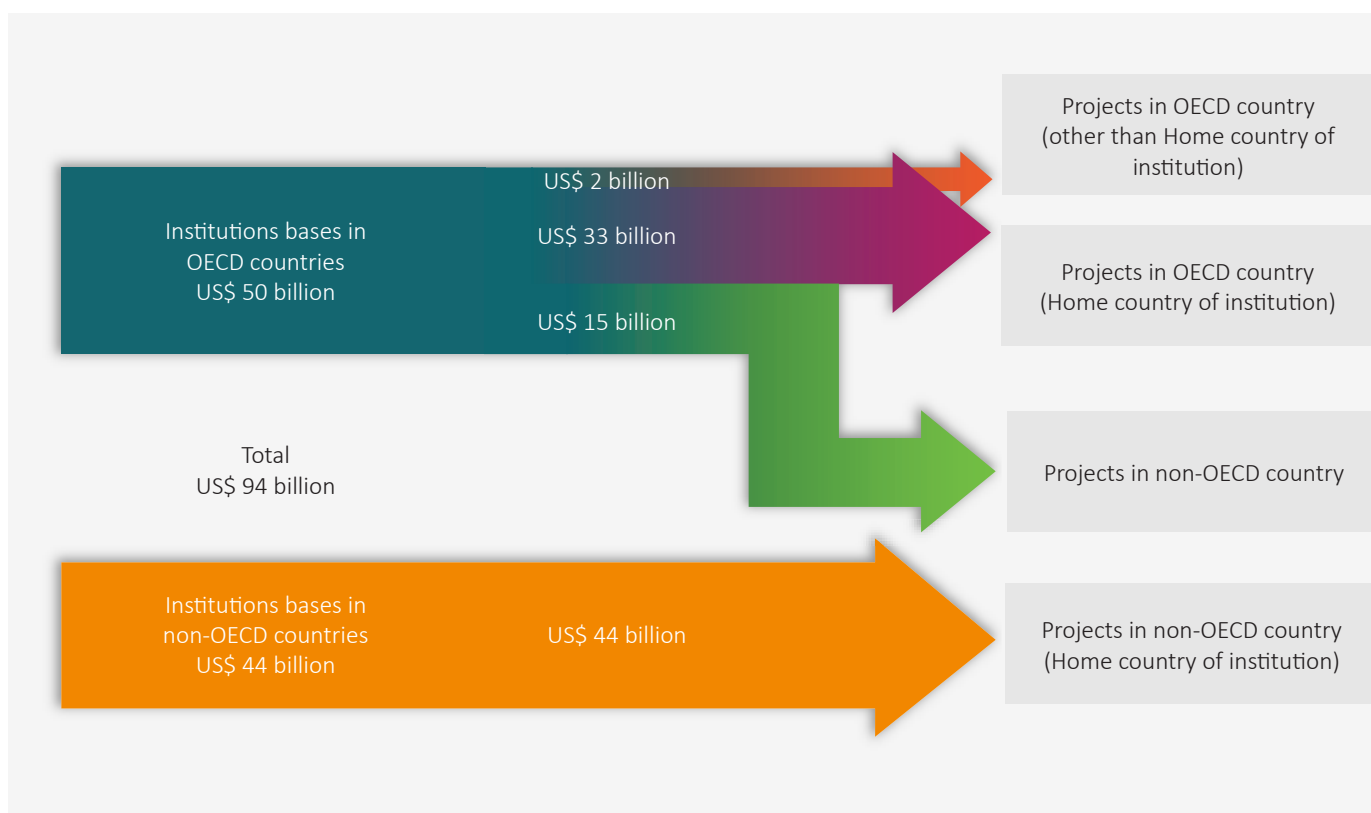 Projects in OECD country
(other than Home country of
institution)
US$ 2 billion
Institutions bases in
OECD countries
US$ 50 billion
US$ 33 billion
Projects in OECD country
(Home country of institution)
US$ 15 billion
Total
US$ 94 billion
Projects in non-OECD country
Institutions bases in
non-OECD countries
US$ 44 billion
US$ 44 billion
Projects in non-OECD country
(Home country of institution)